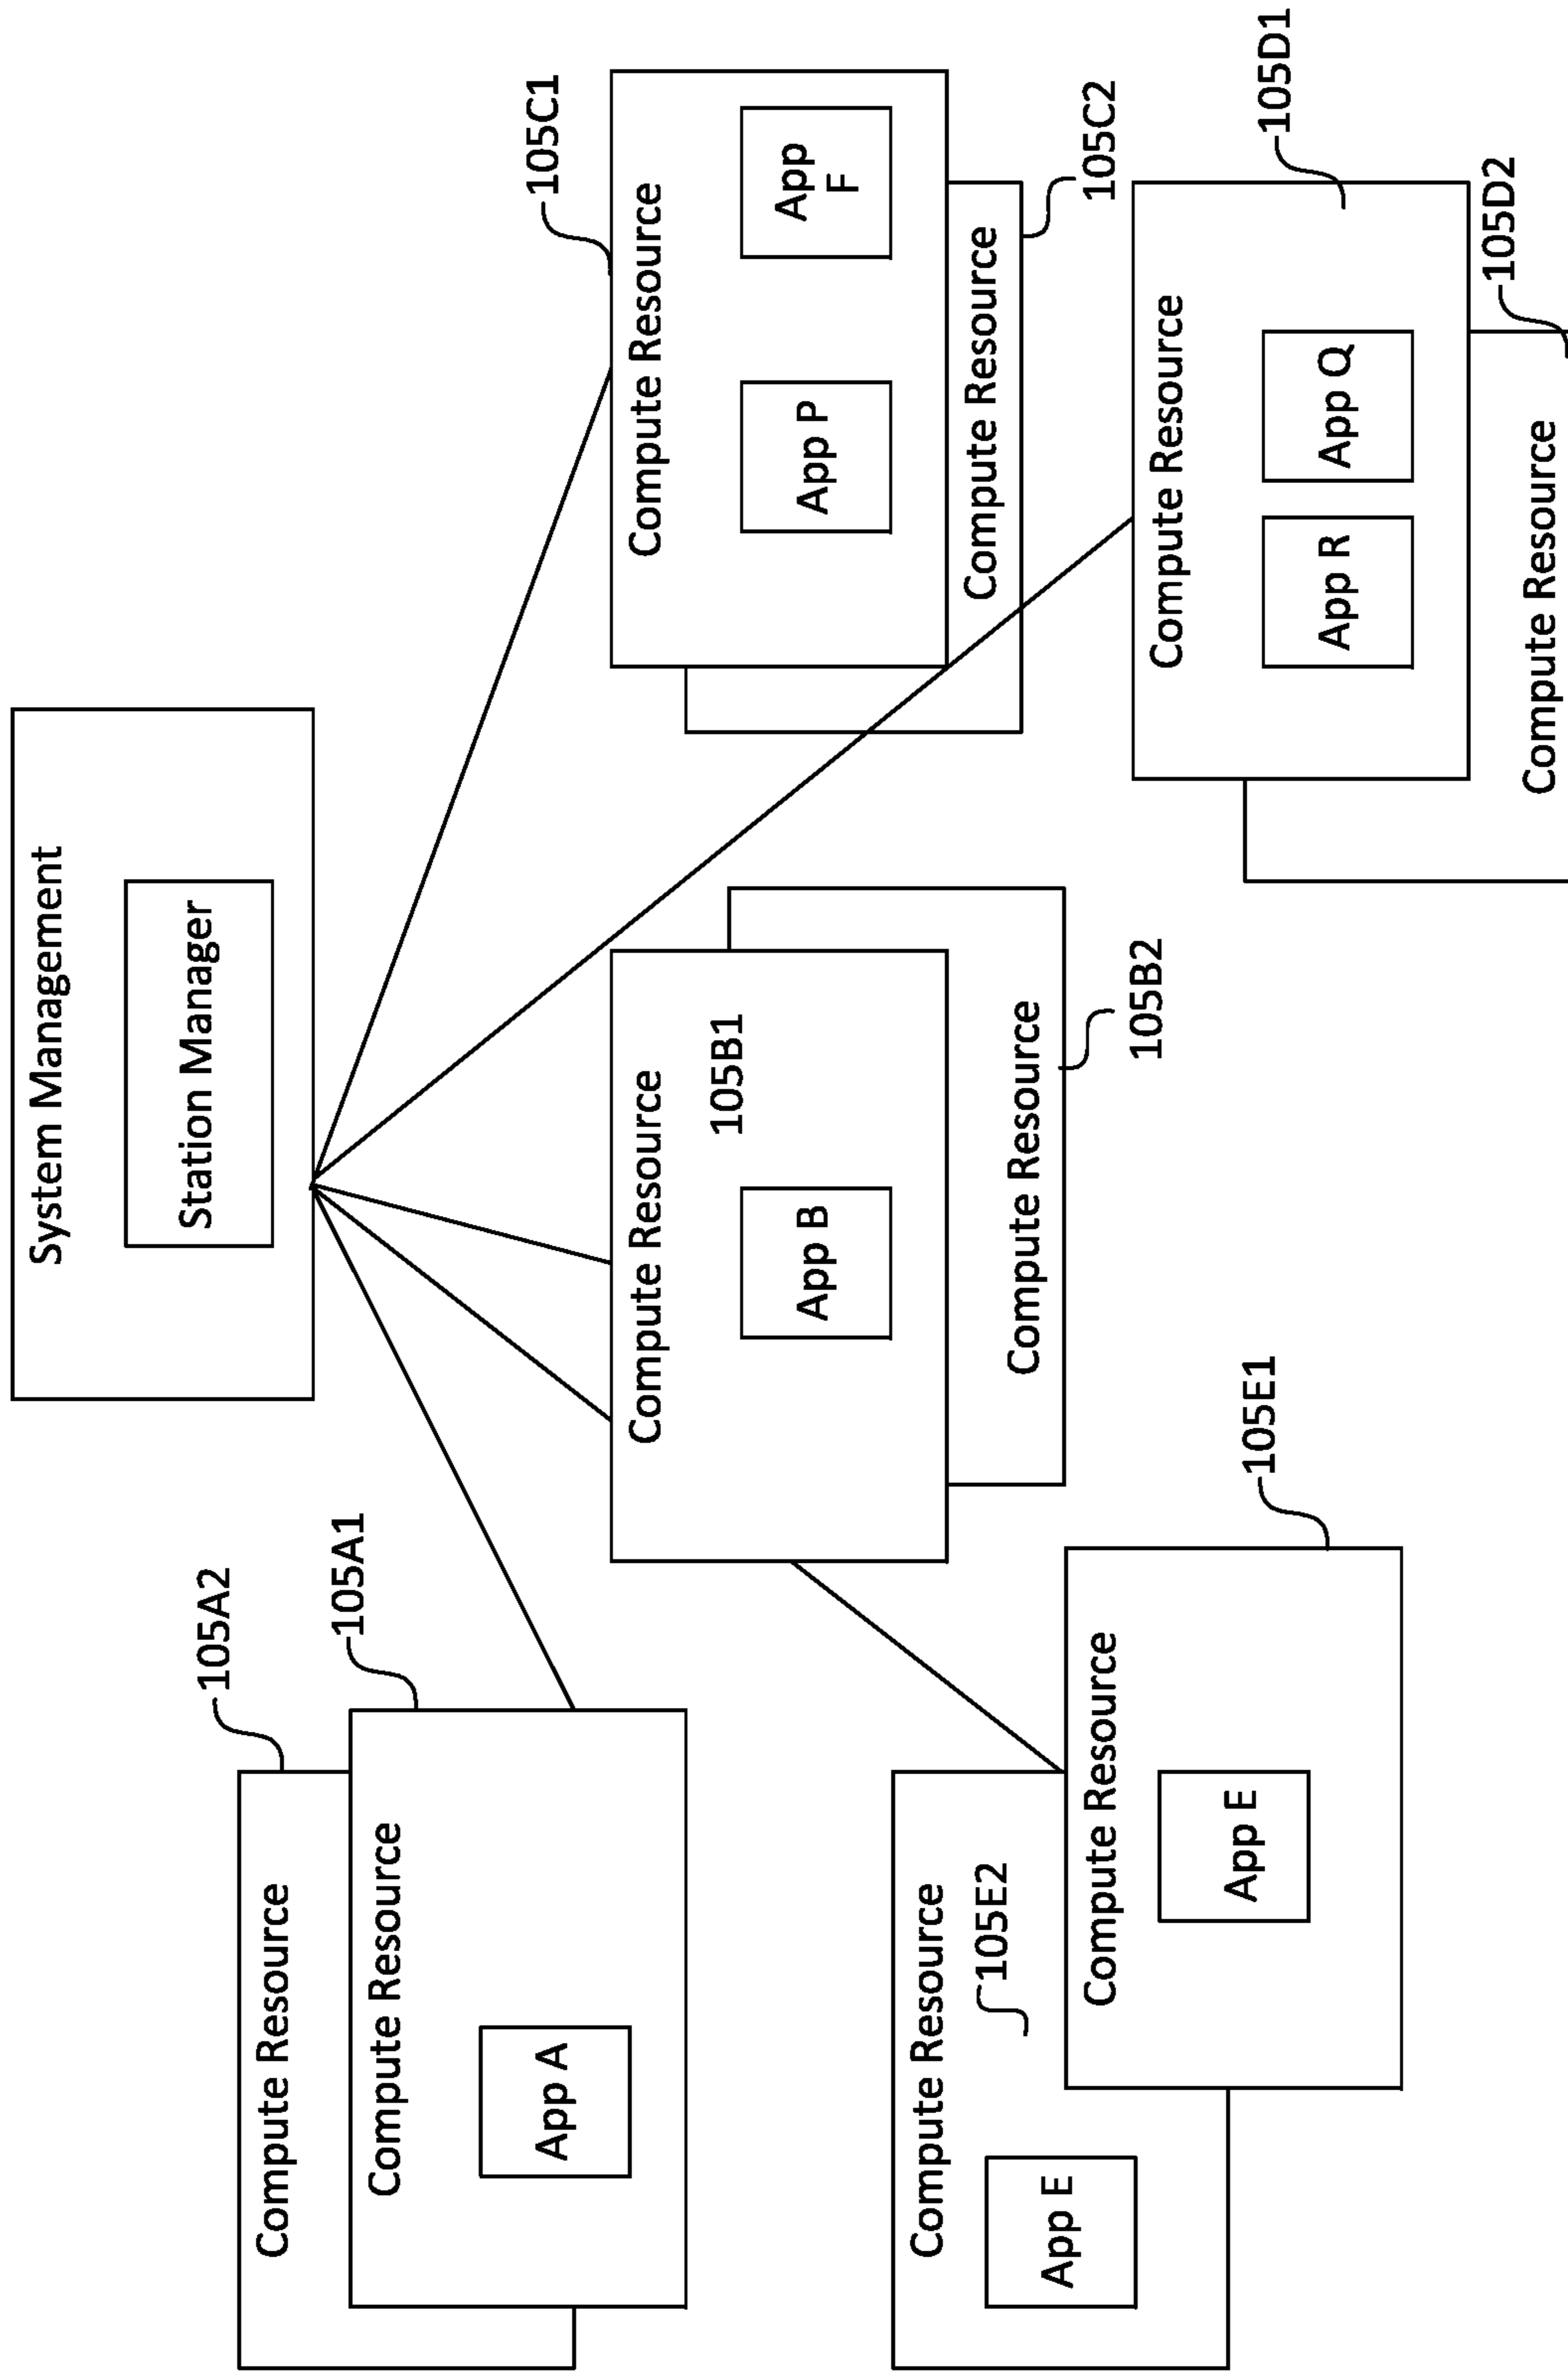 System Management
Station Manager
105A2
Compute Resource
105A1
Compute Resource
App A
Compute Resource
105B1
App B
Compute Resource
105B2
105C1
Compute Resource
App P
App
F
Compute Resource
105C2
Compute Resource
105E2
App E
105E1
Compute Resource
App E
105D1
Compute Resource
App R
App Q
105D2
Compute Resource